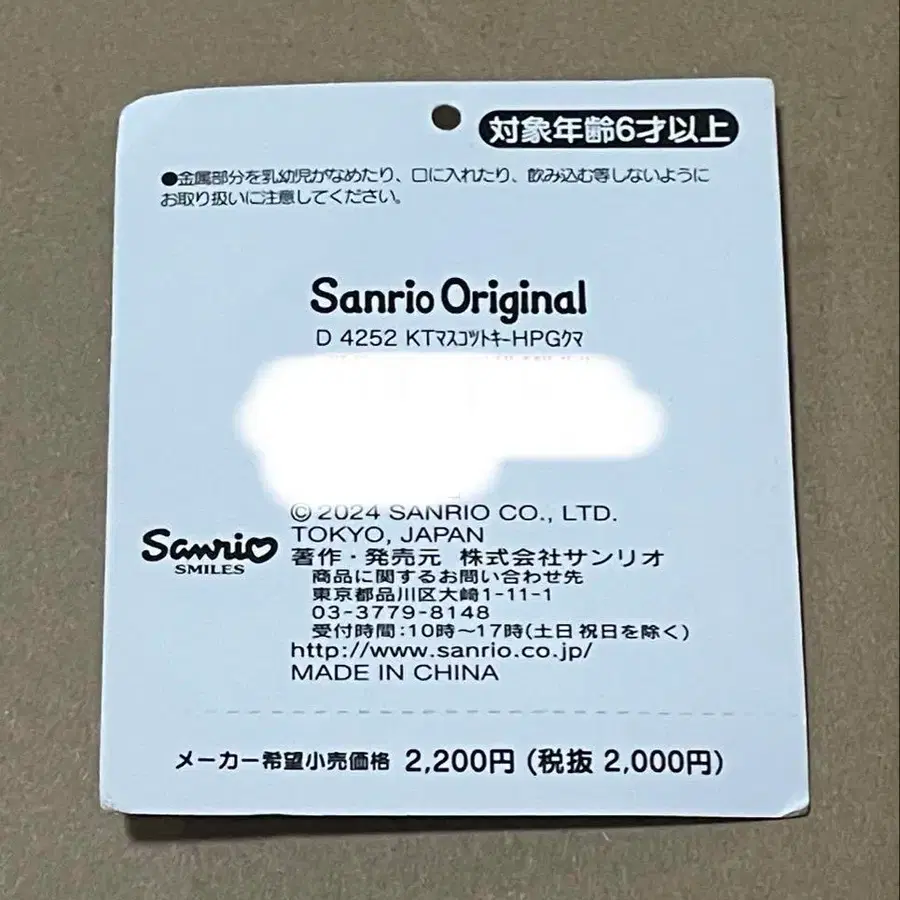 対象年齢6才以上
●金属部分を乳幼児がなめたり、口に入れたり、飲み込む等しないように
お取り扱いに注意してください。
Sanrio Original
D 4252 KTマスコットキーHPGクマ
© 2024 SANRIO CO., LTD.
TOKYO, JAPAN
Sanrio
SMILES
著作・発売元 株式会社サンリオ
商品に関するお問い合わせ先
東京都品川区大崎1-11-1
03-3779-8148
受付時間:10時～17時(土日祝日を除く)
http://www.sanrio.co.jp/
MADE IN CHINA
メーカー希望小売価格 2,200円 (税抜 2,000円)